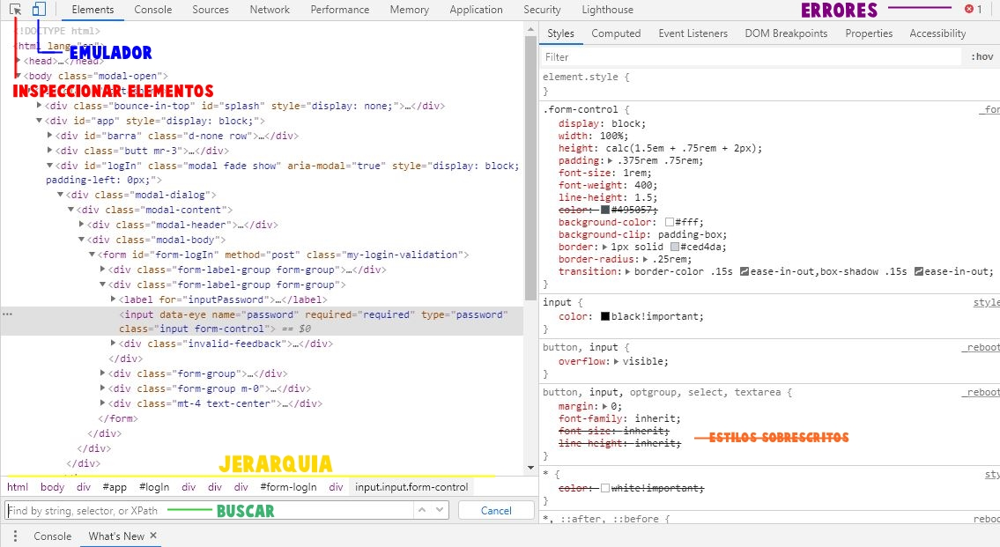 Elements Console Sources Network Performance Memory Application Security Lighthouse ERRORES 1
<!DOCTYPE html>
EMULADOR
<head>…</head>
<body class="modal-open">
INSPECCIONAR ELEMENTOS
<div class="bounce-in-top" id="splash" style="display: none;">…</div>
<div id="app" style="display: block;">
<div id="barra" class="d-none row">…</div>
<div class="butt mr-3">…</div>
<div id="logIn" class="modal fade show" aria-modal="true" style="display: block;
padding-left: 0px;">
<div class="modal-dialog">
<div class="modal-content">
<div class="modal-header">…</div>
<div class="modal-body">
<form id="form-logIn" method="post" class="my-login-validation">
<div class="form-label-group form-group">…</div>
<div class="form-label-group form-group">
<label for="inputPassword">…</label>
<input data-eye name="password" required="required" type="password"
class="input form-control"> == $0
<div class="invalid-feedback">…</div>
</div>
<div class="form-group">…</div>
<div class="form-group m-0">…</div>
<div class="mt-4 text-center">…</div>
</form>
</div>
</div>
</div>
JERARQUIA
html body div #app #logIn div div div #form-logIn div input.input.form-control
Find by string, selector, or XPath BUSCAR Cancel
Console What's New ✕
Styles Computed Event Listeners DOM Breakpoints Properties Accessibility
Filter :hov
element.style {
}
.form-control { _for
display: block;
width: 100%;
height: calc(1.5em + .75rem + 2px);
padding: .375rem .75rem;
font-size: 1rem;
font-weight: 400;
line-height: 1.5;
color: #495057;
background-color: #fff;
background-clip: padding-box;
border: 1px solid #ced4da;
border-radius: .25rem;
transition: border-color .15s ease-in-out,box-shadow .15s ease-in-out;
}
input { style
color: black!important;
}
button, input { _reboot
overflow: visible;
}
button, input, optgroup, select, textarea { _reboot
margin: 0;
font-family: inherit;
font-size: inherit;
ESTILOS SOBRESCRITOS
line-height: inherit;
}
* { sty
color: white!important;
}
*, ::after, ::before { reboo